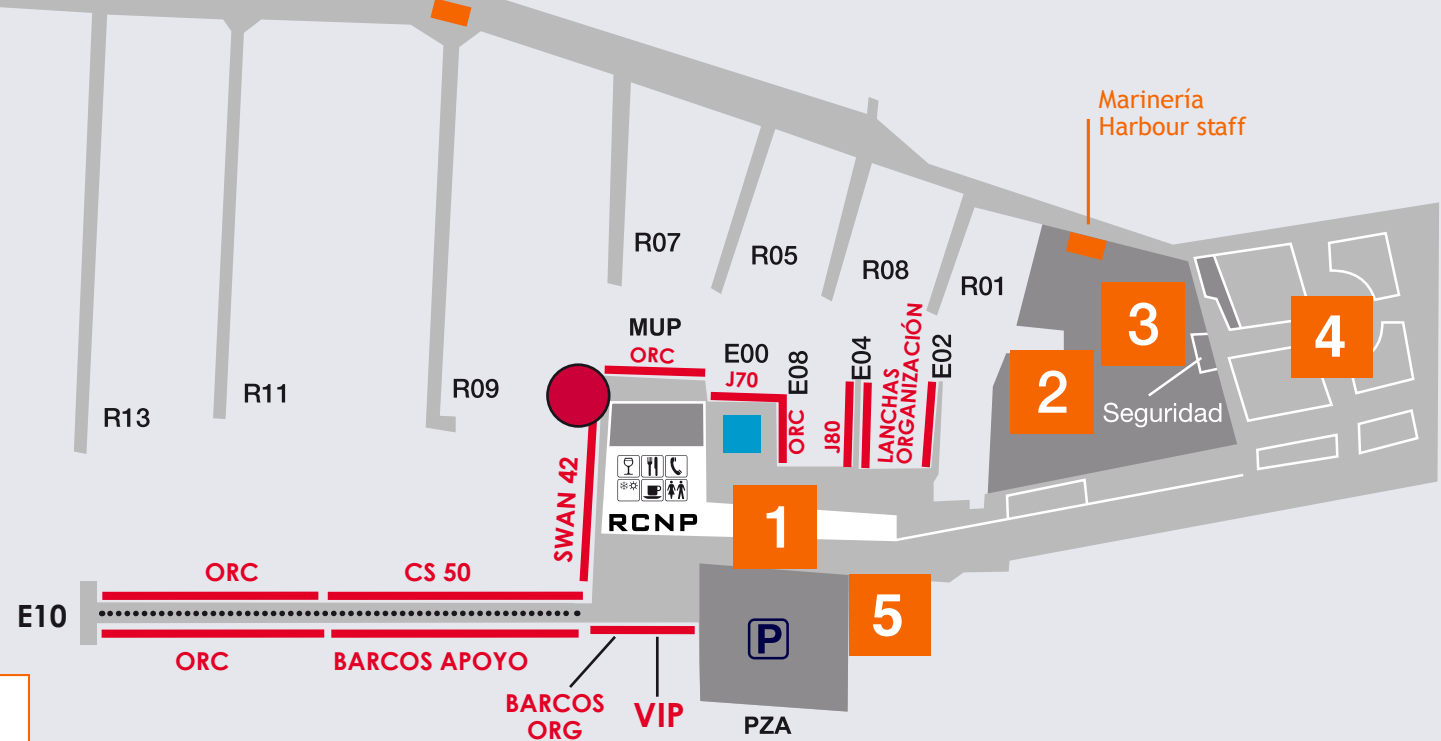 Marinería
Harbour staff
R07
R05
R08
R01
3
4
MUP
ORC
E00
J70
E08
E04
E02
2
Seguridad
R13
R11
R09
ORC
J80
LANCHAS
ORGANIZACIÓN
SWAN 42
RCNP
1
ORC
CS 50
E10
5
P
ORC
BARCOS APOYO
BARCOS
ORG
VIP
PZA